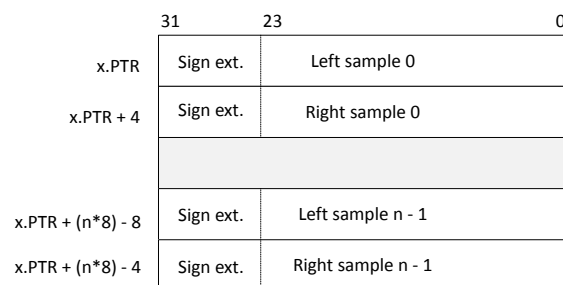 31 23 0
x.PTR Sign ext. Left sample 0
x.PTR + 4 Sign ext. Right sample 0
x.PTR + (n*8) - 8 Sign ext. Left sample n - 1
x.PTR + (n*8) - 4 Sign ext. Right sample n - 1